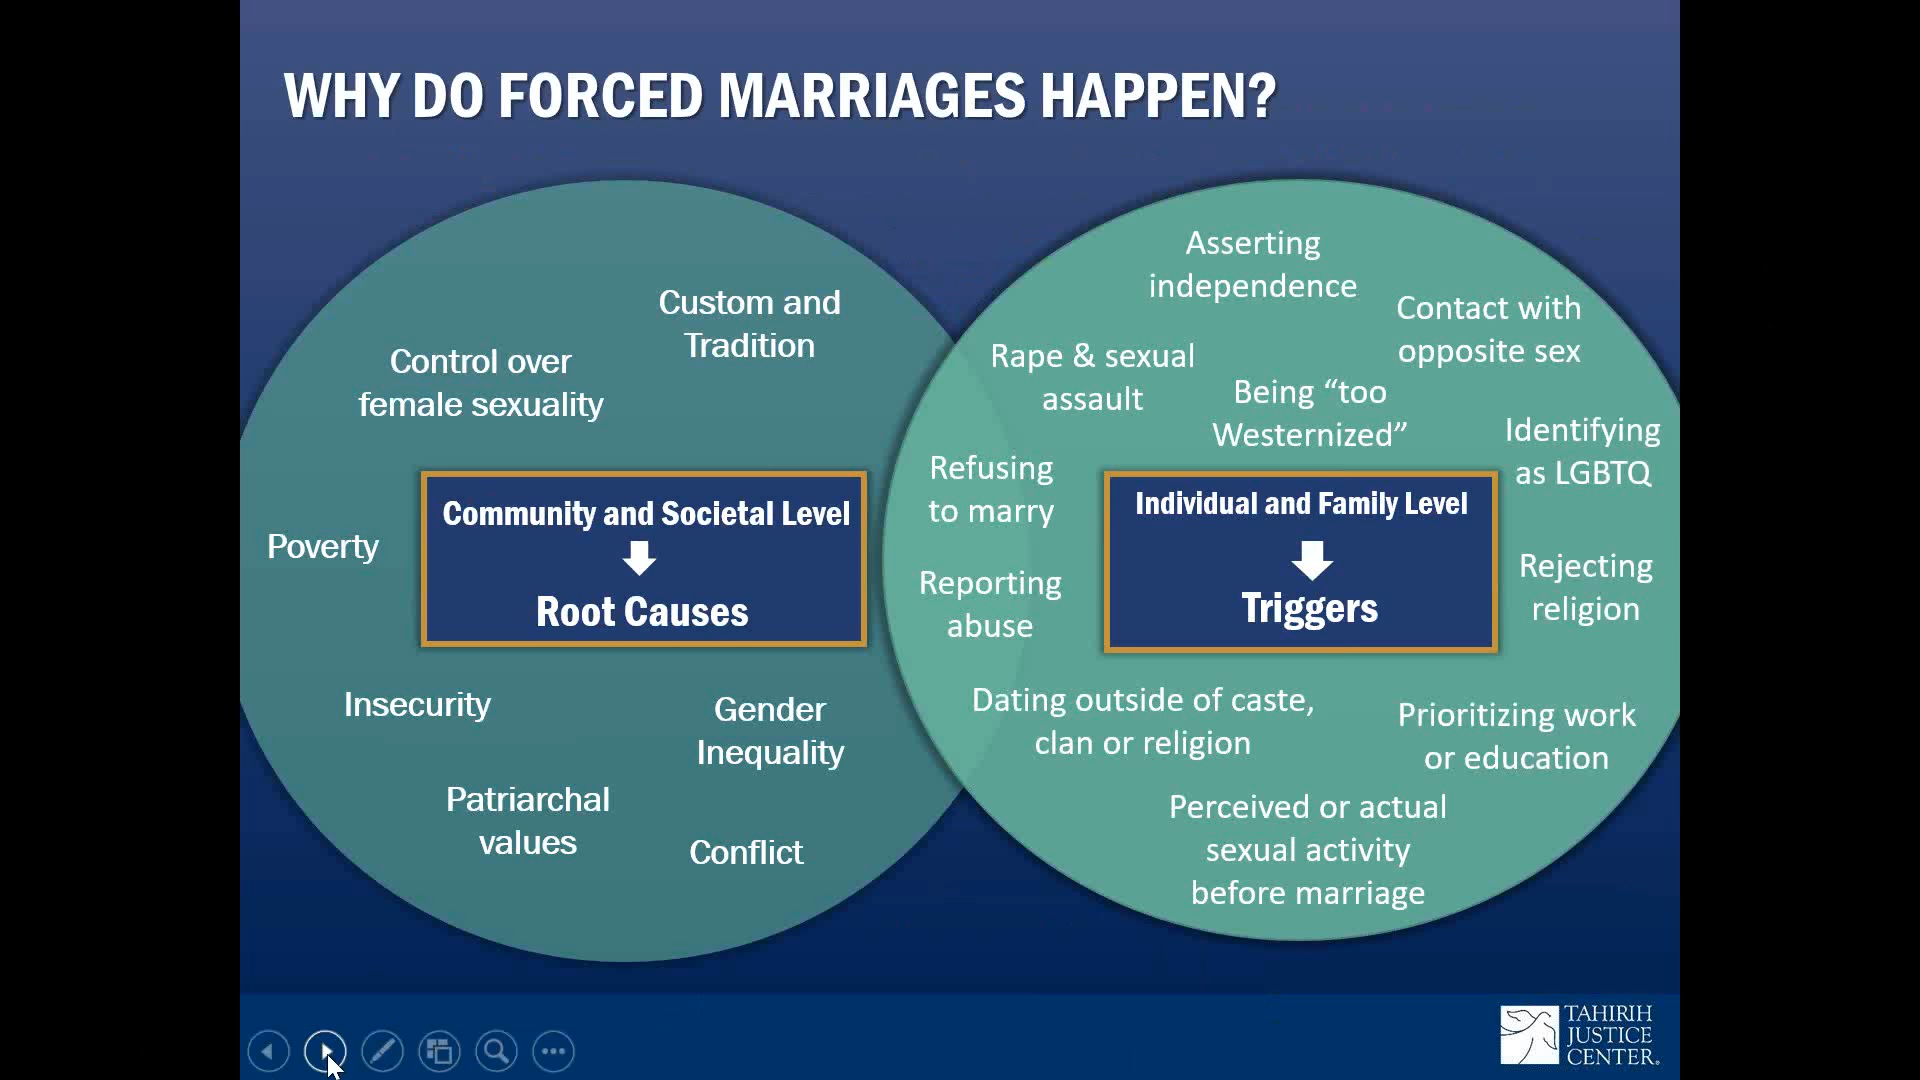 WHY DO FORCED MARRIAGES HAPPEN?
Custom and
Tradition
Control over
female sexuality
Poverty
Community and Societal Level
Root Causes
Insecurity
Gender
Inequality
Patriarchal
values
Conflict
Asserting
independence
Contact with
opposite sex
Rape & sexual
assault
Being “too
Westernized”
Identifying
as LGBTQ
Refusing
to marry
Individual and Family Level
Triggers
Reporting
abuse
Rejecting
religion
Dating outside of caste,
clan or religion
Prioritizing work
or education
Perceived or actual
sexual activity
before marriage
TAHIRIH
JUSTICE
CENTER®